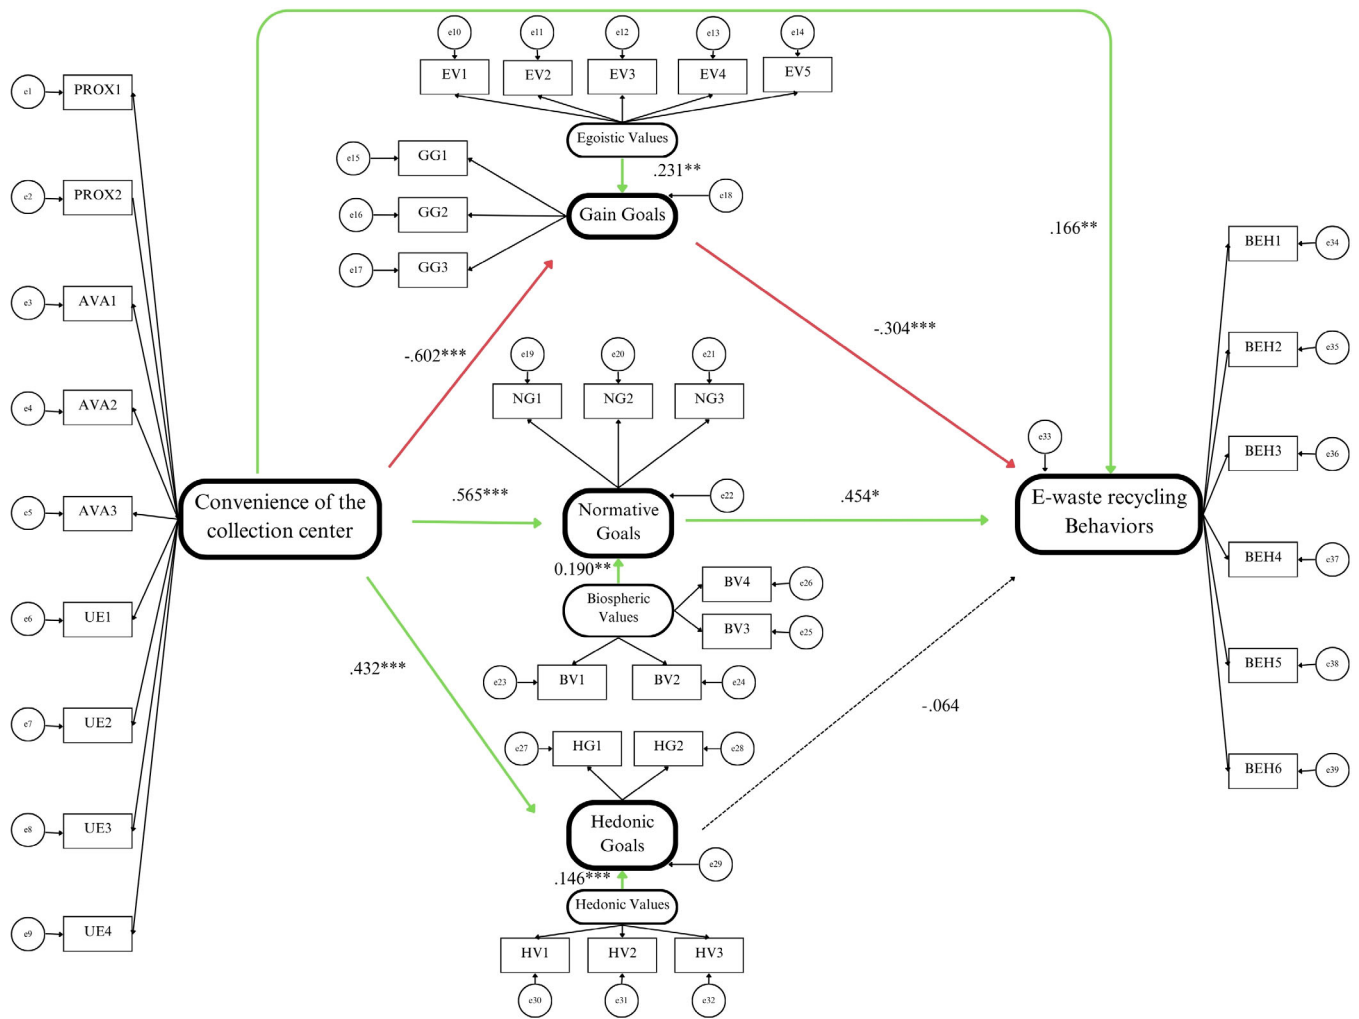 e10
e11
e12
e13
e14
EV1
EV2
EV3
EV4
EV5
e1
PROX1
Egoistic Values
e15
GG1
.231**
e18
e2
PROX2
e16
GG2
Gain Goals
.166**
e17
GG3
BEH1
e34
e3
AVA1
-.304***
-.602***
e19
e20
e21
BEH2
e35
e4
AVA2
NG1
NG2
NG3
e33
BEH3
e36
Convenience of the
collection center
.565***
e22
.454*
E-waste recycling
Behaviors
e5
AVA3
Normative
Goals
BEH4
e37
0.190**
BV4
e26
Biospheric
Values
e6
UE1
BV3
e25
.432***
e23
BV1
BV2
e24
BEH5
e38
-.064
e7
UE2
e27
HG1
HG2
e28
BEH6
e39
e8
UE3
Hedonic
Goals
e29
.146***
Hedonic Values
e9
UE4
HV1
HV2
HV3
e30
e31
e32